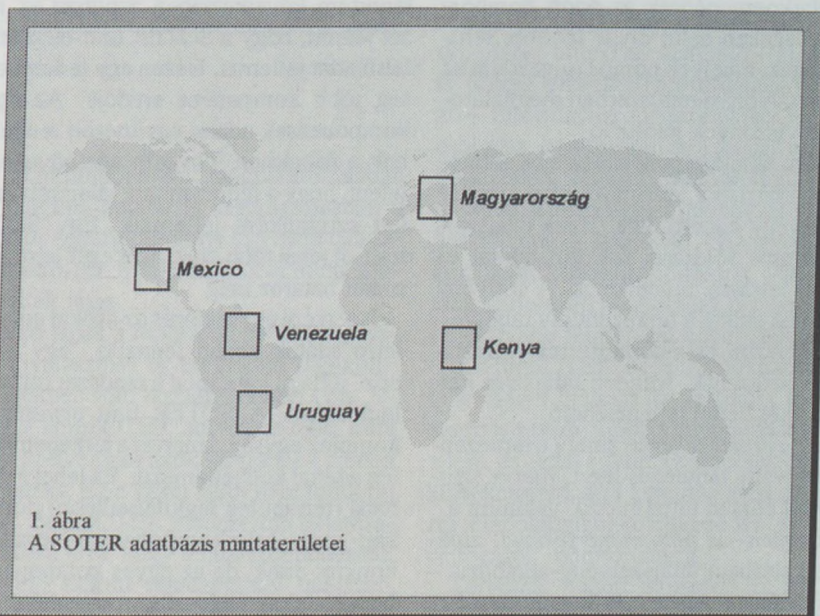 Magyarország
Mexico
Venezuela
Kenya
Uruguay
1. ábra
A SOTER adatbázis mintaterületei